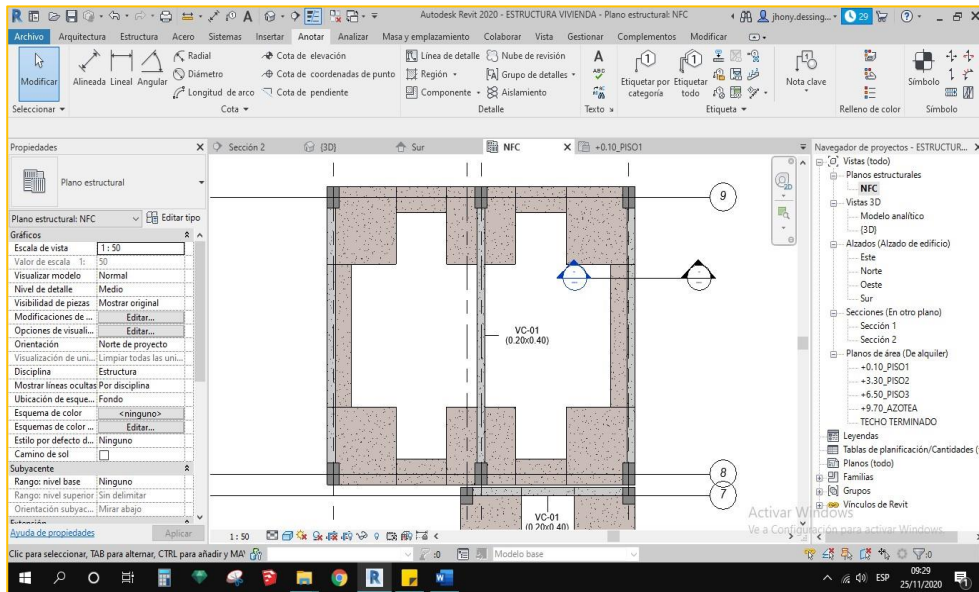 Autodesk Revit 2020 - ESTRUCTURA VIVIENDA - Plano estructural: NFC
jhony.dessing...
29
Archivo Arquitectura Estructura Acero Sistemas Insertar Anotar Analizar Masa y emplazamiento Colaborar Vista Gestionar Complementos Modificar
Modificar
Alineada Lineal Angular
Radial
Diámetro
Longitud de arco
Cota de elevación
Cota de coordenadas de punto
Cota de pendiente
Línea de detalle
Región
Componente
Nube de revisión
Grupo de detalles
Aislamiento
Etiquetar por categoría
Etiquetar todo
Nota clave
Símbolo
Seleccionar
Cota
Detalle
Texto
Etiqueta
Relleno de color
Símbolo
Propiedades
Sección 2
{3D}
Sur
NFC
+0.10_PISO1
Navegador de proyectos - ESTRUCTUR...
Plano estructural
Plano estructural: NFC
Editar tipo
Gráficos
Escala de vista 1 : 50
Valor de escala 1: 50
Visualizar modelo Normal
Nivel de detalle Medio
Visibilidad de piezas Mostrar original
Modificaciones de ... Editar...
Opciones de visuali... Editar...
Orientación Norte de proyecto
Visualización de uni... Limpiar todas las uni...
Disciplina Estructura
Mostrar líneas ocultas Por disciplina
Ubicación de esque... Fondo
Esquema de color <ninguno>
Esquemas de color ... Editar...
Estilo por defecto d... Ninguno
Camino de sol
Subyacente
Rango: nivel base Ninguno
Rango: nivel superior Sin delimitar
Orientación subyac... Mirar abajo
Extensión
Ayuda de propiedades
Aplicar
9
VC-01
(0.20x0.40)
8
7
VC-01
(0.20x0.40)
Vistas (todo)
Planos estructurales
NFC
Vistas 3D
Modelo analítico
{3D}
Alzados (Alzado de edificio)
Este
Norte
Oeste
Sur
Secciones (En otro plano)
Sección 1
Sección 2
Planos de área (De alquiler)
+0.10_PISO1
+3.30_PISO2
+6.50_PISO3
+9.70_AZOTEA
TECHO TERMINADO
Leyendas
Tablas de planificación/Cantidades (
Planos (todo)
Familias
Grupos
Vínculos de Revit
Activar Windows
Ve a Configuración para activar Windows.
1 : 50
Clic para seleccionar, TAB para alternar, CTRL para añadir y MAY
:0
Modelo base
:0
ESP
09:29
25/11/2020